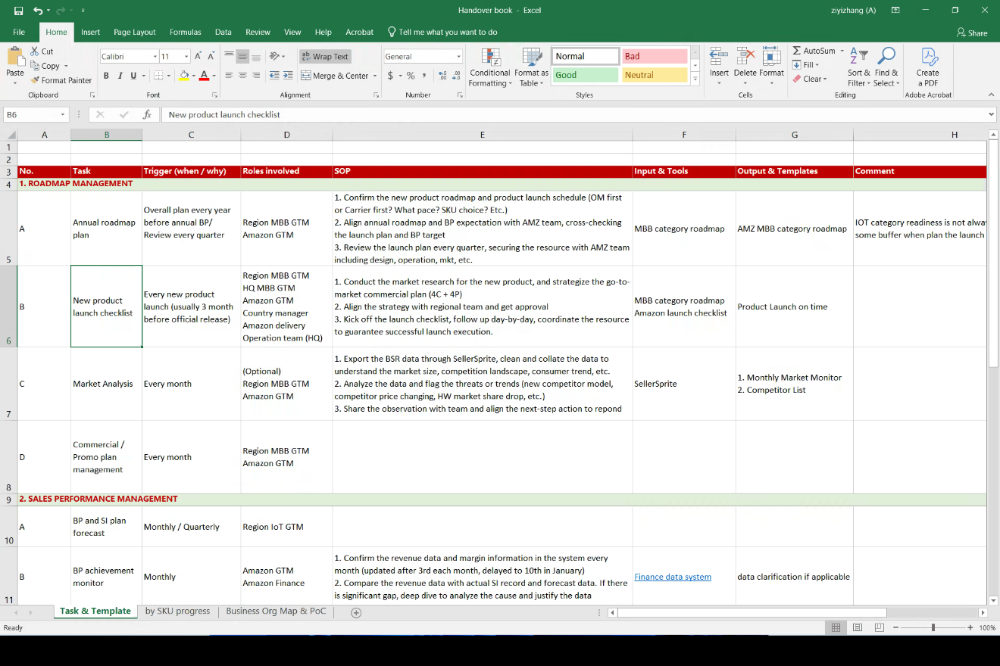 Handover book - Excel
ziyizhang (A)
File Home Insert Page Layout Formulas Data Review View Help Acrobat Tell me what you want to do Share
Paste
Cut
Copy
Format Painter
Clipboard
Calibri 11
B I U
Font
Wrap Text
Merge & Center
Alignment
General
$ % ,
Number
Conditional Formatting
Format as Table
Normal Bad
Good Neutral
Styles
Insert Delete Format
Cells
AutoSum
Fill
Clear
Sort & Filter
Find & Select
Editing
Create a PDF
Adobe Acrobat
B6 fx New product launch checklist
A B C D E F G H
1
2
3 No. Task Trigger (when / why) Roles involved SOP Input & Tools Output & Templates Comment
4 1. ROADMAP MANAGEMENT
5
A
Annual roadmap
plan
Overall plan every year
before annual BP/
Review every quarter
Region MBB GTM
Amazon GTM
1. Confirm the new product roadmap and product launch schedule (OM first
or Carrier first? What pace? SKU choice? Etc.)
2. Align annual roadmap and BP expectation with AMZ team, cross-checking
the launch plan and BP target
3. Review the launch plan every quarter, securing the resource with AMZ team
including design, operation, mkt, etc.
MBB category roadmap
AMZ MBB category roadmap
IOT category readiness is not alwa
some buffer when plan the launch
6
B
New product
launch checklist
Every new product
launch (usually 3 month
before official release)
Region MBB GTM
HQ MBB GTM
Amazon GTM
Country manager
Amazon delivery
Operation team (HQ)
1. Conduct the market research for the new product, and strategize the go-to-
market commercial plan (4C + 4P)
2. Align the strategy with regional team and get approval
3. Kick off the launch checklist, follow up day-by-day, coordinate the resource
to guarantee successful launch execution.
MBB category roadmap
Amazon launch checklist
Product Launch on time
7
C
Market Analysis
Every month
(Optional)
Region MBB GTM
Amazon GTM
1. Export the BSR data through SellerSprite, clean and collate the data to
understand the market size, competition landscape, consumer trend, etc.
2. Analyze the data and flag the threats or trends (new competitor model,
competitor price changing, HW market share drop, etc.)
3. Share the observation with team and align the next-step action to repond
SellerSprite
1. Monthly Market Monitor
2. Competitor List
8
D
Commercial /
Promo plan
management
Every month
Region MBB GTM
Amazon GTM
9 2. SALES PERFORMANCE MANAGEMENT
10
A
BP and SI plan
forecast
Monthly / Quarterly
Region IoT GTM
11
B
BP achievement
monitor
Monthly
Amazon GTM
Amazon Finance
1. Confirm the revenue data and margin information in the system every
month (updated after 3rd each month, delayed to 10th in January)
2. Compare the revenue data with actual SI record and forecast data. If there
is significant gap, deep dive to analyze the cause and justify the data
Finance data system
data clarification if applicable
Task & Template by SKU progress Business Org Map & PoC
Ready
100%